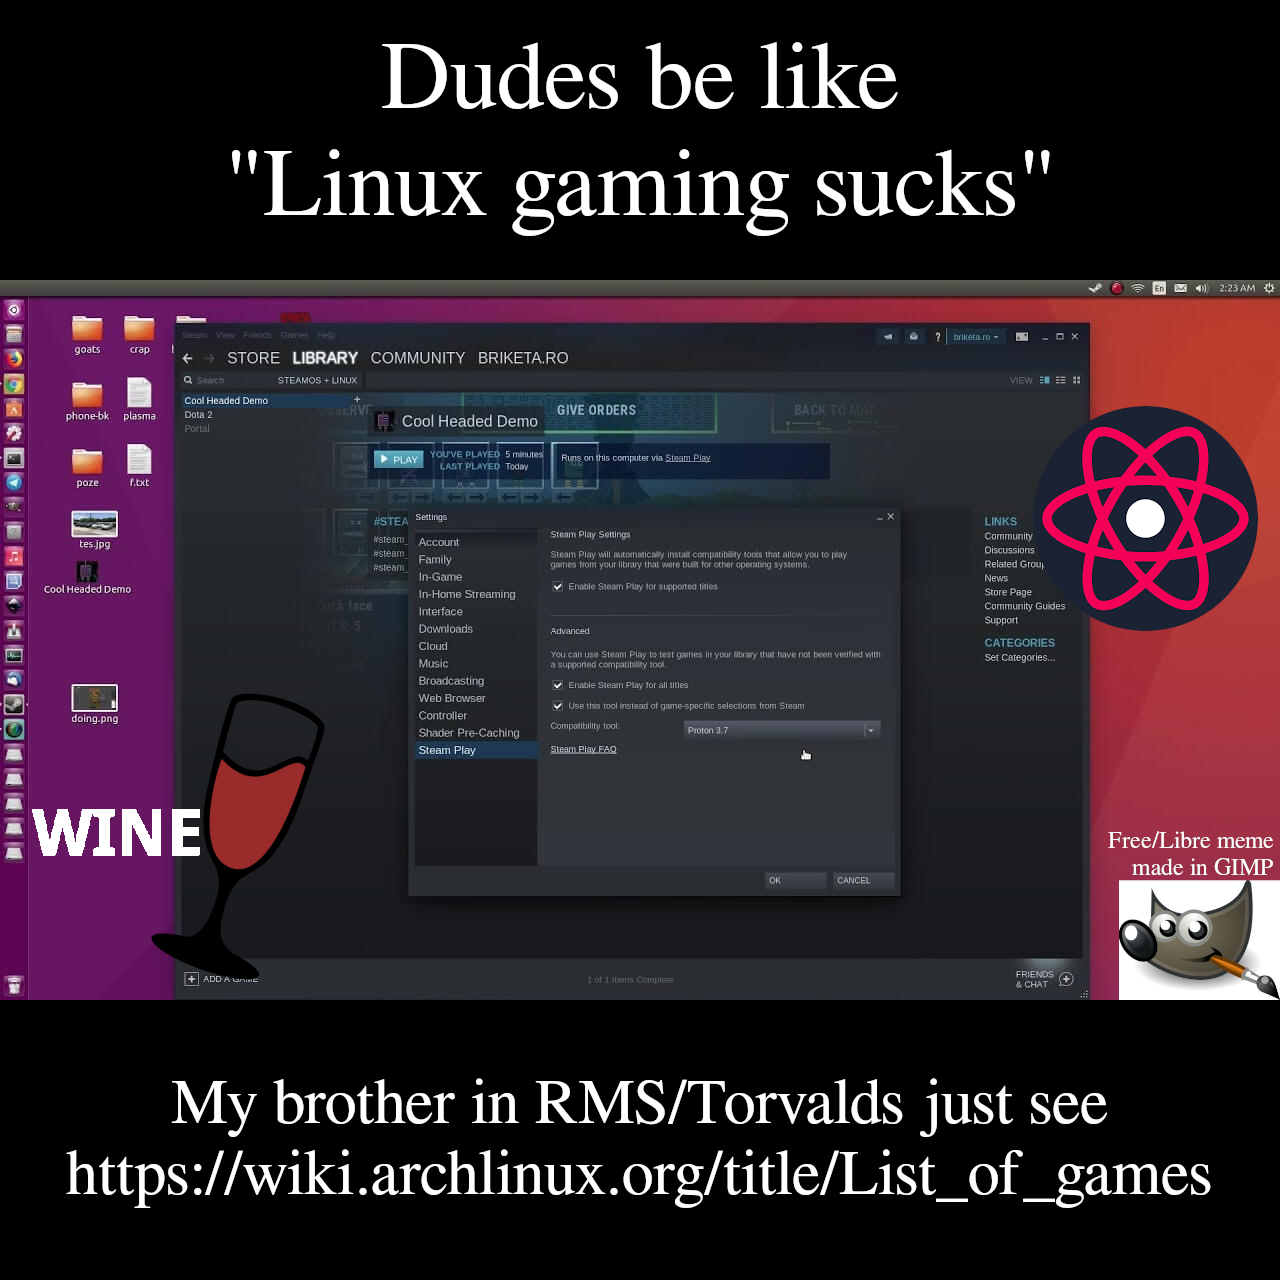 Dudes be like
"Linux gaming sucks"
En
2:23 AM
goats
crap
phone-bk
plasma
poze
f.txt
tes.jpg
Cool Headed Demo
doing.png
Steam View Friends Games Help
briketa.ro
STORE LIBRARY COMMUNITY BRIKETA.RO
Search
STEAMOS + LINUX
VIEW
Cool Headed Demo
Dota 2
Portal
OBSERVE
GIVE ORDERS
BACK TO MAP
Cool Headed Demo
PLAY
YOU'VE PLAYED 5 minutes
LAST PLAYED Today
Runs on this computer via Steam Play
#STEA
#steam_
#steam_
#steam_
Duck face
LINKS
Community
Discussions
Related Group
News
Store Page
Community Guides
Support
CATEGORIES
Set Categories...
Settings
Account
Family
In-Game
In-Home Streaming
Interface
Downloads
Cloud
Music
Broadcasting
Web Browser
Controller
Shader Pre-Caching
Steam Play
Steam Play Settings
Steam Play will automatically install compatibility tools that allow you to play
games from your library that were built for other operating systems.
Enable Steam Play for supported titles
Advanced
You can use Steam Play to test games in your library that have not been verified with
a supported compatibility tool.
Enable Steam Play for all titles
Use this tool instead of game-specific selections from Steam
Compatibility tool:
Proton 3.7
Steam Play FAQ
OK
CANCEL
WINE
Free/Libre meme
made in GIMP
ADD A GAME
1 of 1 Items Complete
FRIENDS
& CHAT
My brother in RMS/Torvalds just see
https://wiki.archlinux.org/title/List_of_games